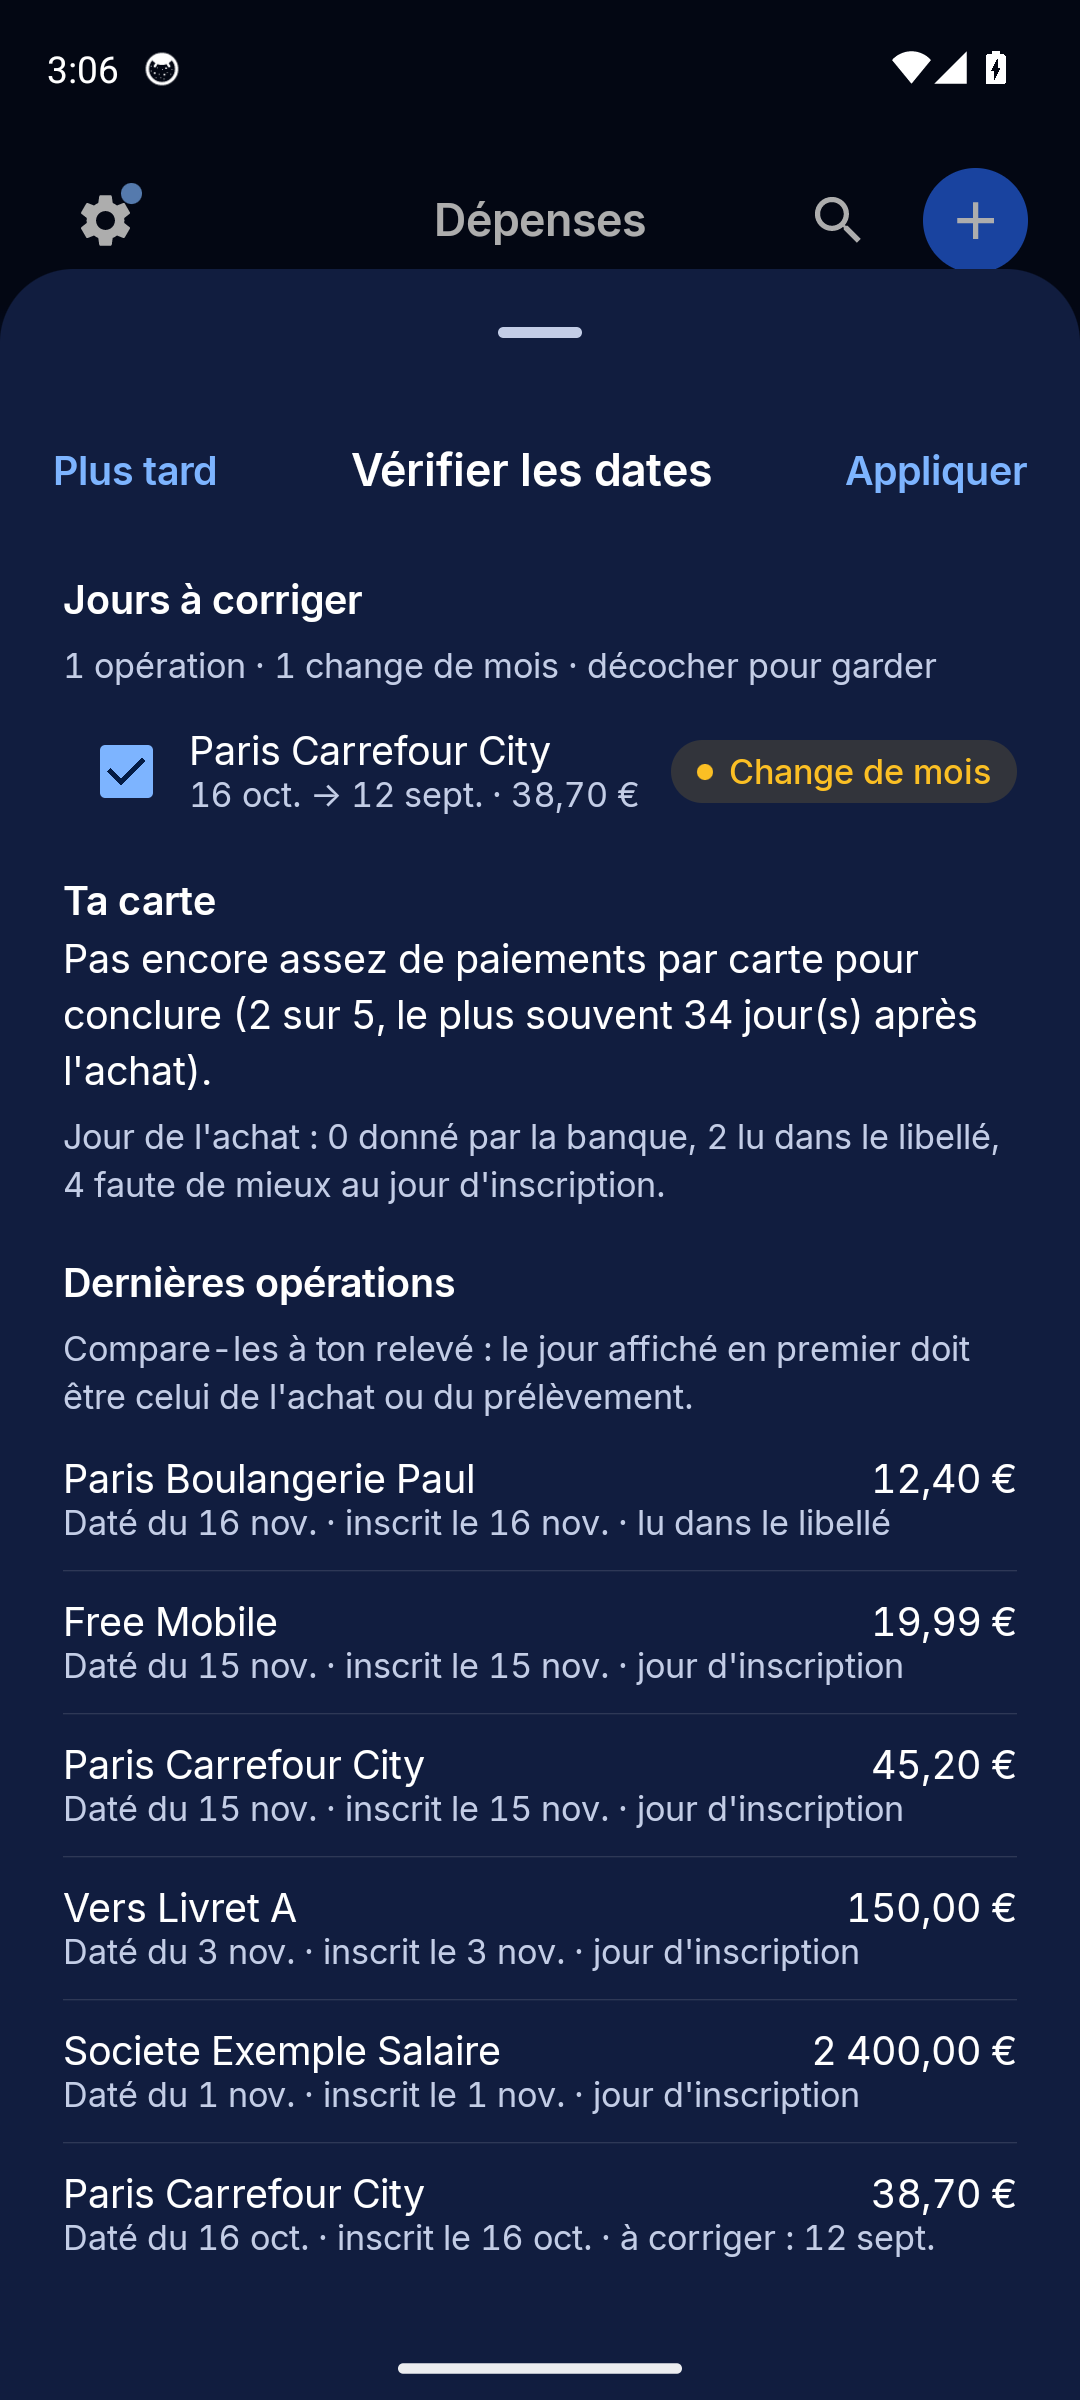 3:06
Dépenses
Plus tard
Vérifier les dates
Appliquer
Jours à corriger
1 opération · 1 change de mois · décocher pour garder
Paris Carrefour City
16 oct. → 12 sept. · 38,70 €
Change de mois
Ta carte
Pas encore assez de paiements par carte pour
conclure (2 sur 5, le plus souvent 34 jour(s) après
l'achat).
Jour de l'achat : 0 donné par la banque, 2 lu dans le libellé,
4 faute de mieux au jour d'inscription.
Dernières opérations
Compare-les à ton relevé : le jour affiché en premier doit
être celui de l'achat ou du prélèvement.
Paris Boulangerie Paul 12,40 €
Daté du 16 nov. · inscrit le 16 nov. · lu dans le libellé
Free Mobile 19,99 €
Daté du 15 nov. · inscrit le 15 nov. · jour d'inscription
Paris Carrefour City 45,20 €
Daté du 15 nov. · inscrit le 15 nov. · jour d'inscription
Vers Livret A 150,00 €
Daté du 3 nov. · inscrit le 3 nov. · jour d'inscription
Societe Exemple Salaire 2 400,00 €
Daté du 1 nov. · inscrit le 1 nov. · jour d'inscription
Paris Carrefour City 38,70 €
Daté du 16 oct. · inscrit le 16 oct. · à corriger : 12 sept.